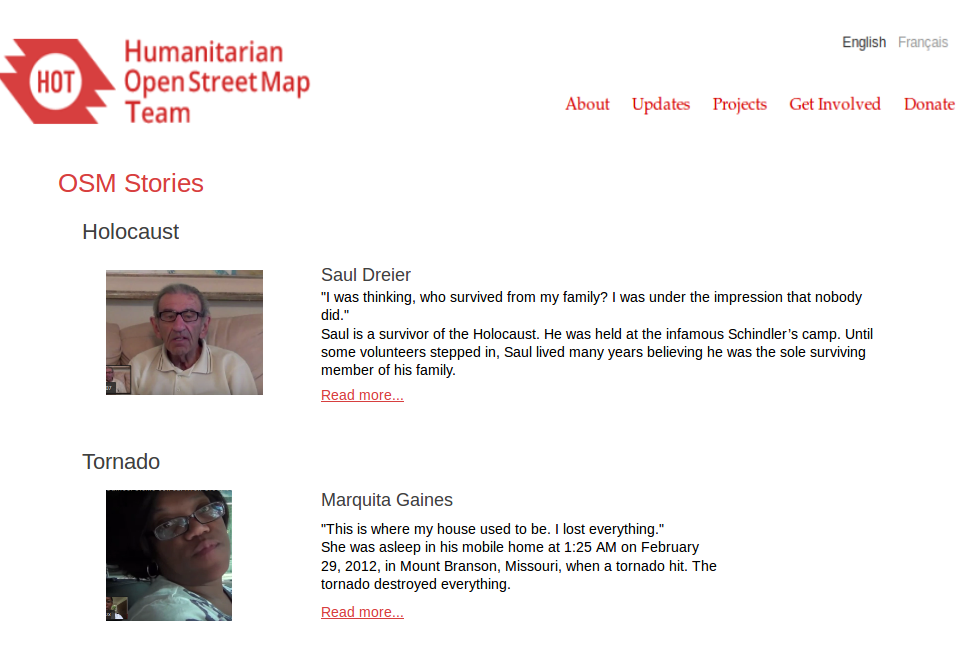 English Français
HOT
Humanitarian
Open Street Map
Team
About Updates Projects Get Involved Donate
OSM Stories
Holocaust
Saul Dreier
"I was thinking, who survived from my family? I was under the impression that nobody
did."
Saul is a survivor of the Holocaust. He was held at the infamous Schindler’s camp. Until
some volunteers stepped in, Saul lived many years believing he was the sole surviving
member of his family.
Read more...
Tornado
Marquita Gaines
"This is where my house used to be. I lost everything."
She was asleep in his mobile home at 1:25 AM on February
29, 2012, in Mount Branson, Missouri, when a tornado hit. The
tornado destroyed everything.
Read more...